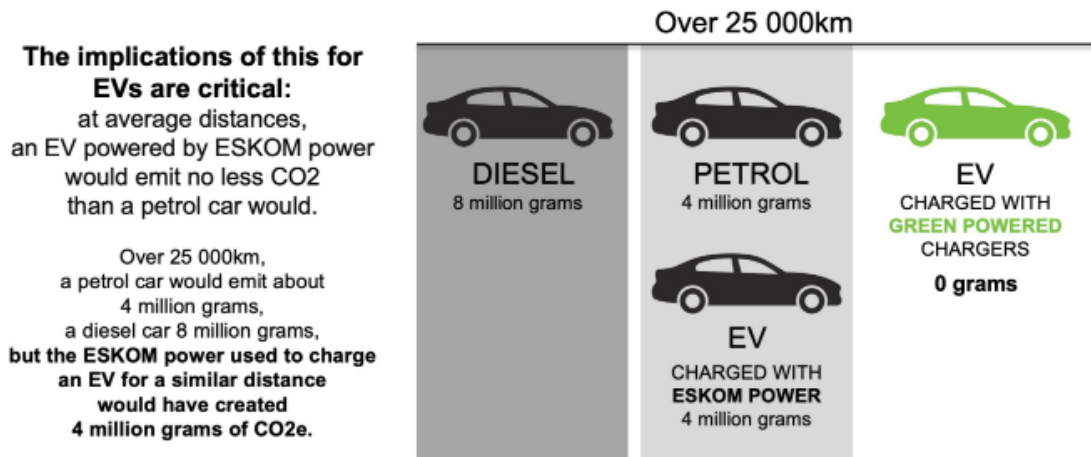 The implications of this for
EVs are critical:
at average distances,
an EV powered by ESKOM power
would emit no less CO2
than a petrol car would.
Over 25 000km,
a petrol car would emit about
4 million grams,
a diesel car 8 million grams,
but the ESKOM power used to charge
an EV for a similar distance
would have created
4 million grams of CO2e.
Over 25 000km
DIESEL
8 million grams
PETROL
4 million grams
EV
CHARGED WITH
ESKOM POWER
4 million grams
EV
CHARGED WITH
GREEN POWERED
CHARGERS
0 grams